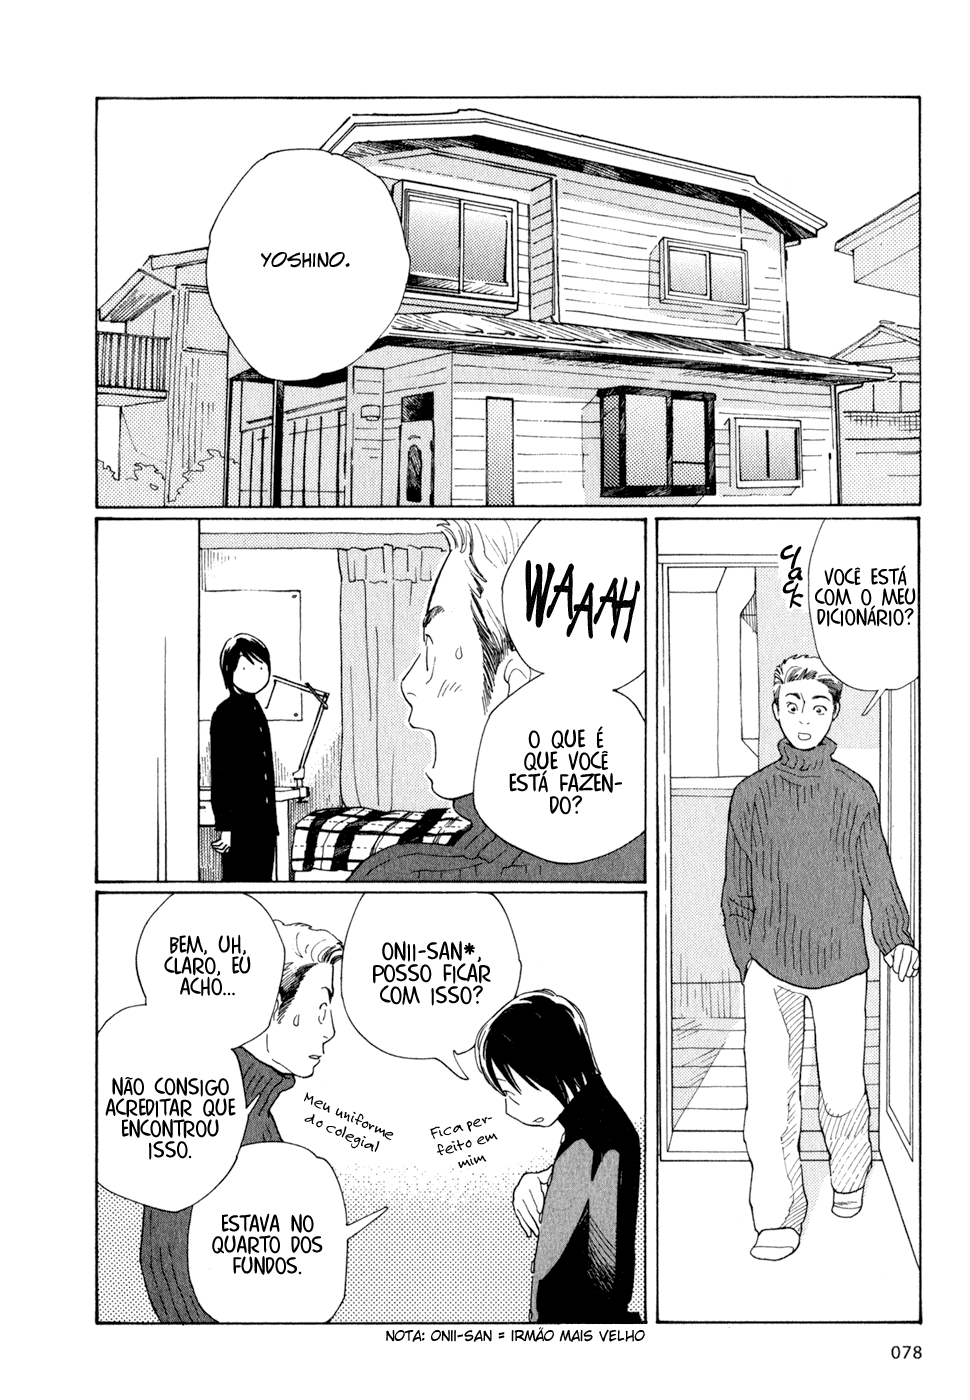 YOSHINO.
clack
VOCÊ ESTÁ
COM O MEU
DICIONÁRIO?
WAAAH
O QUE É
QUE VOCÊ
ESTÁ FAZEN-
DO?
ONII-SAN*,
POSSO FICAR
COM ISSO?
Fica per-
feito em
mim
Meu uniforme
do colegial
BEM, UH,
CLARO, EU
ACHO...
NÃO CONSIGO
ACREDITAR QUE
ENCONTROU
ISSO.
ESTAVA NO
QUARTO DOS
FUNDOS.
NOTA: ONII-SAN = IRMÃO MAIS VELHO
078